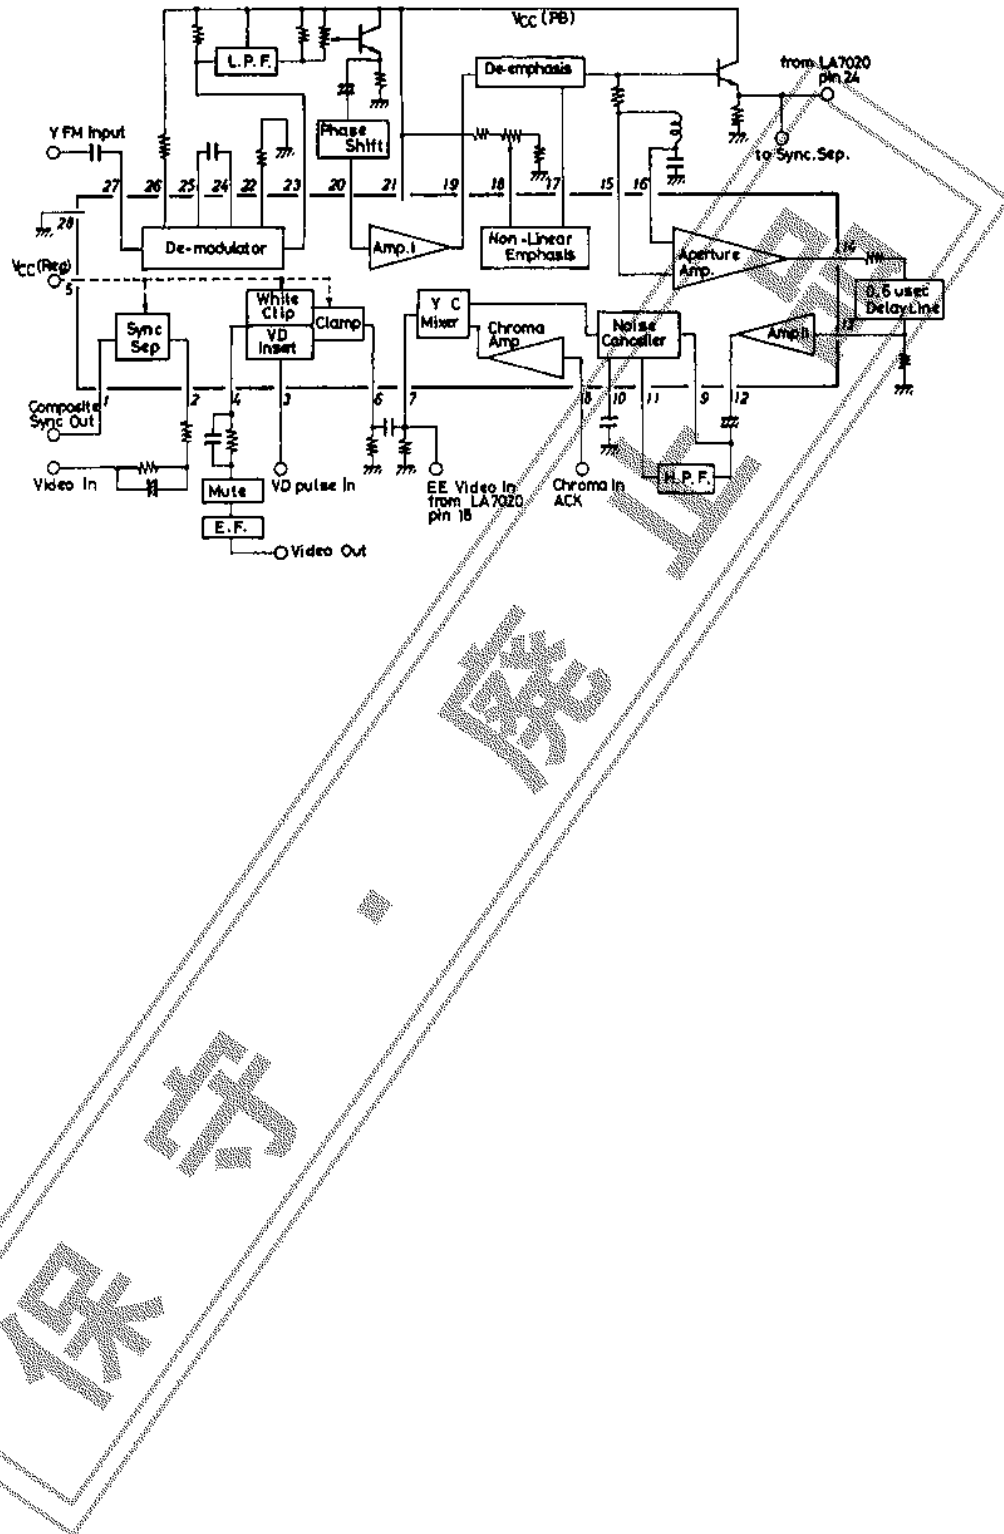 VCC (PB)
L.P.F.
De-emphasis
from LA7020
pin 24
Y FM Input
Phase
Shift
to Sync. Sep.
27 26 25 24 22 23 20 21 19 18 17 15 16
28
De-modulator
Amp. I
Non-Linear
Emphasis
Aperture
Amp.
14
VCC (Reg)
5
White
Clip
VD
Insert
Clamp
Y C
Mixer
Chroma
Amp
Noise
Canceller
Amp II
0.5 usec
Delay Line
13
Sync
Sep
1 2 4 3 6 7 8 10 11 9 12
Composite
Sync Out
Video In
Mute
VD pulse In
EE Video In
from LA7020
pin 18
Chroma In
ACK
H.P.F.
E.F.
Video Out
保守